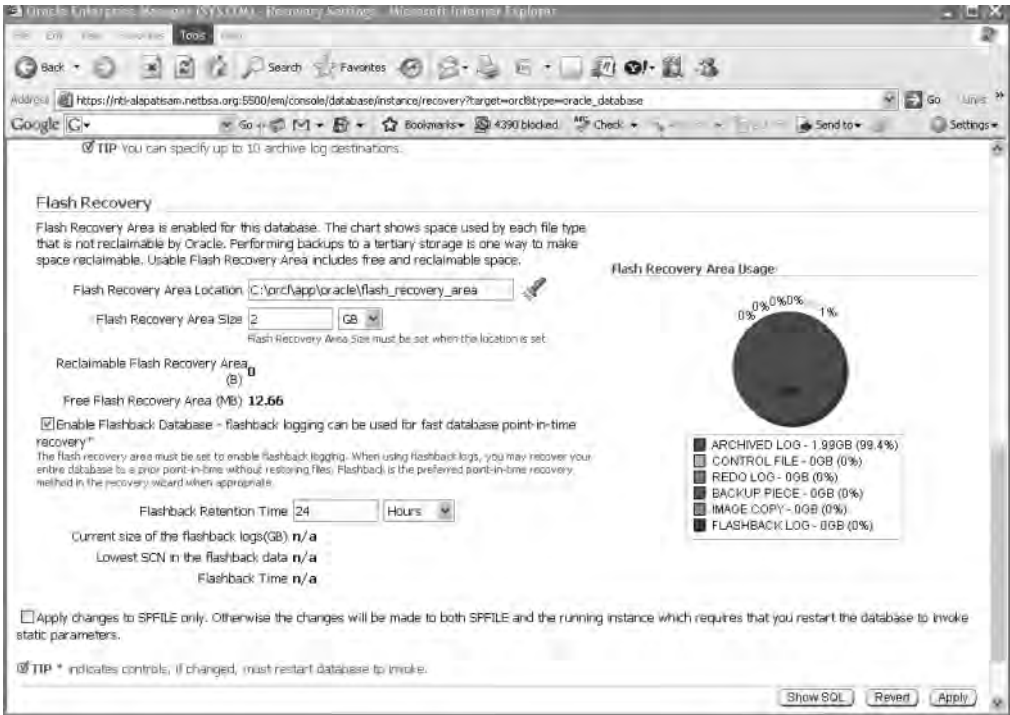 Oracle Enterprise Manager (SYSTEM) - Recovery Settings - Microsoft Internet Explorer
Tools
Back
Search
Favorites
Address
https://nti-alapatisam.netbsa.org:5500/em/console/database/instance/recovery?target=orcl&type=oracle_database
Go
Links
Google
Go
Bookmarks
4390 blocked
Check
Send to
Settings
TIP You can specify up to 10 archive log destinations.
Flash Recovery
Flash Recovery Area is enabled for this database. The chart shows space used by each file type
that is not reclaimable by Oracle. Performing backups to a tertiary storage is one way to make
space reclaimable. Usable Flash Recovery Area includes free and reclaimable space.
Flash Recovery Area Location C:\orcl\app\oracle\flash_recovery_area
Flash Recovery Area Size 2 GB
Flash Recovery Area Size must be set when the location is set
Reclaimable Flash Recovery Area
(B) 0
Free Flash Recovery Area (MB) 12.66
Enable Flashback Database - flashback logging can be used for fast database point-in-time
recovery*
The flash recovery area must be set to enable flashback logging. When using flashback logs, you may recover your
entire database to a prior point-in-time without restoring files. Flashback is the preferred point-in-time recovery
method in the recovery wizard when appropriate.
Flashback Retention Time 24 Hours
Current size of the flashback logs(GB) n/a
Lowest SCN in the flashback data n/a
Flashback Time n/a
Flash Recovery Area Usage
0% 0% 0% 0% 1%
ARCHIVED LOG - 1.99GB (99.4%)
CONTROL FILE - 0GB (0%)
REDO LOG - 0GB (0%)
BACKUP PIECE - 0GB (0%)
IMAGE COPY - 0GB (0%)
FLASHBACK LOG - 0GB (0%)
Apply changes to SPFILE only. Otherwise the changes will be made to both SPFILE and the running instance which requires that you restart the database to invoke
static parameters.
TIP * indicates controls, if changed, must restart database to invoke.
Show SQL
Revert
Apply